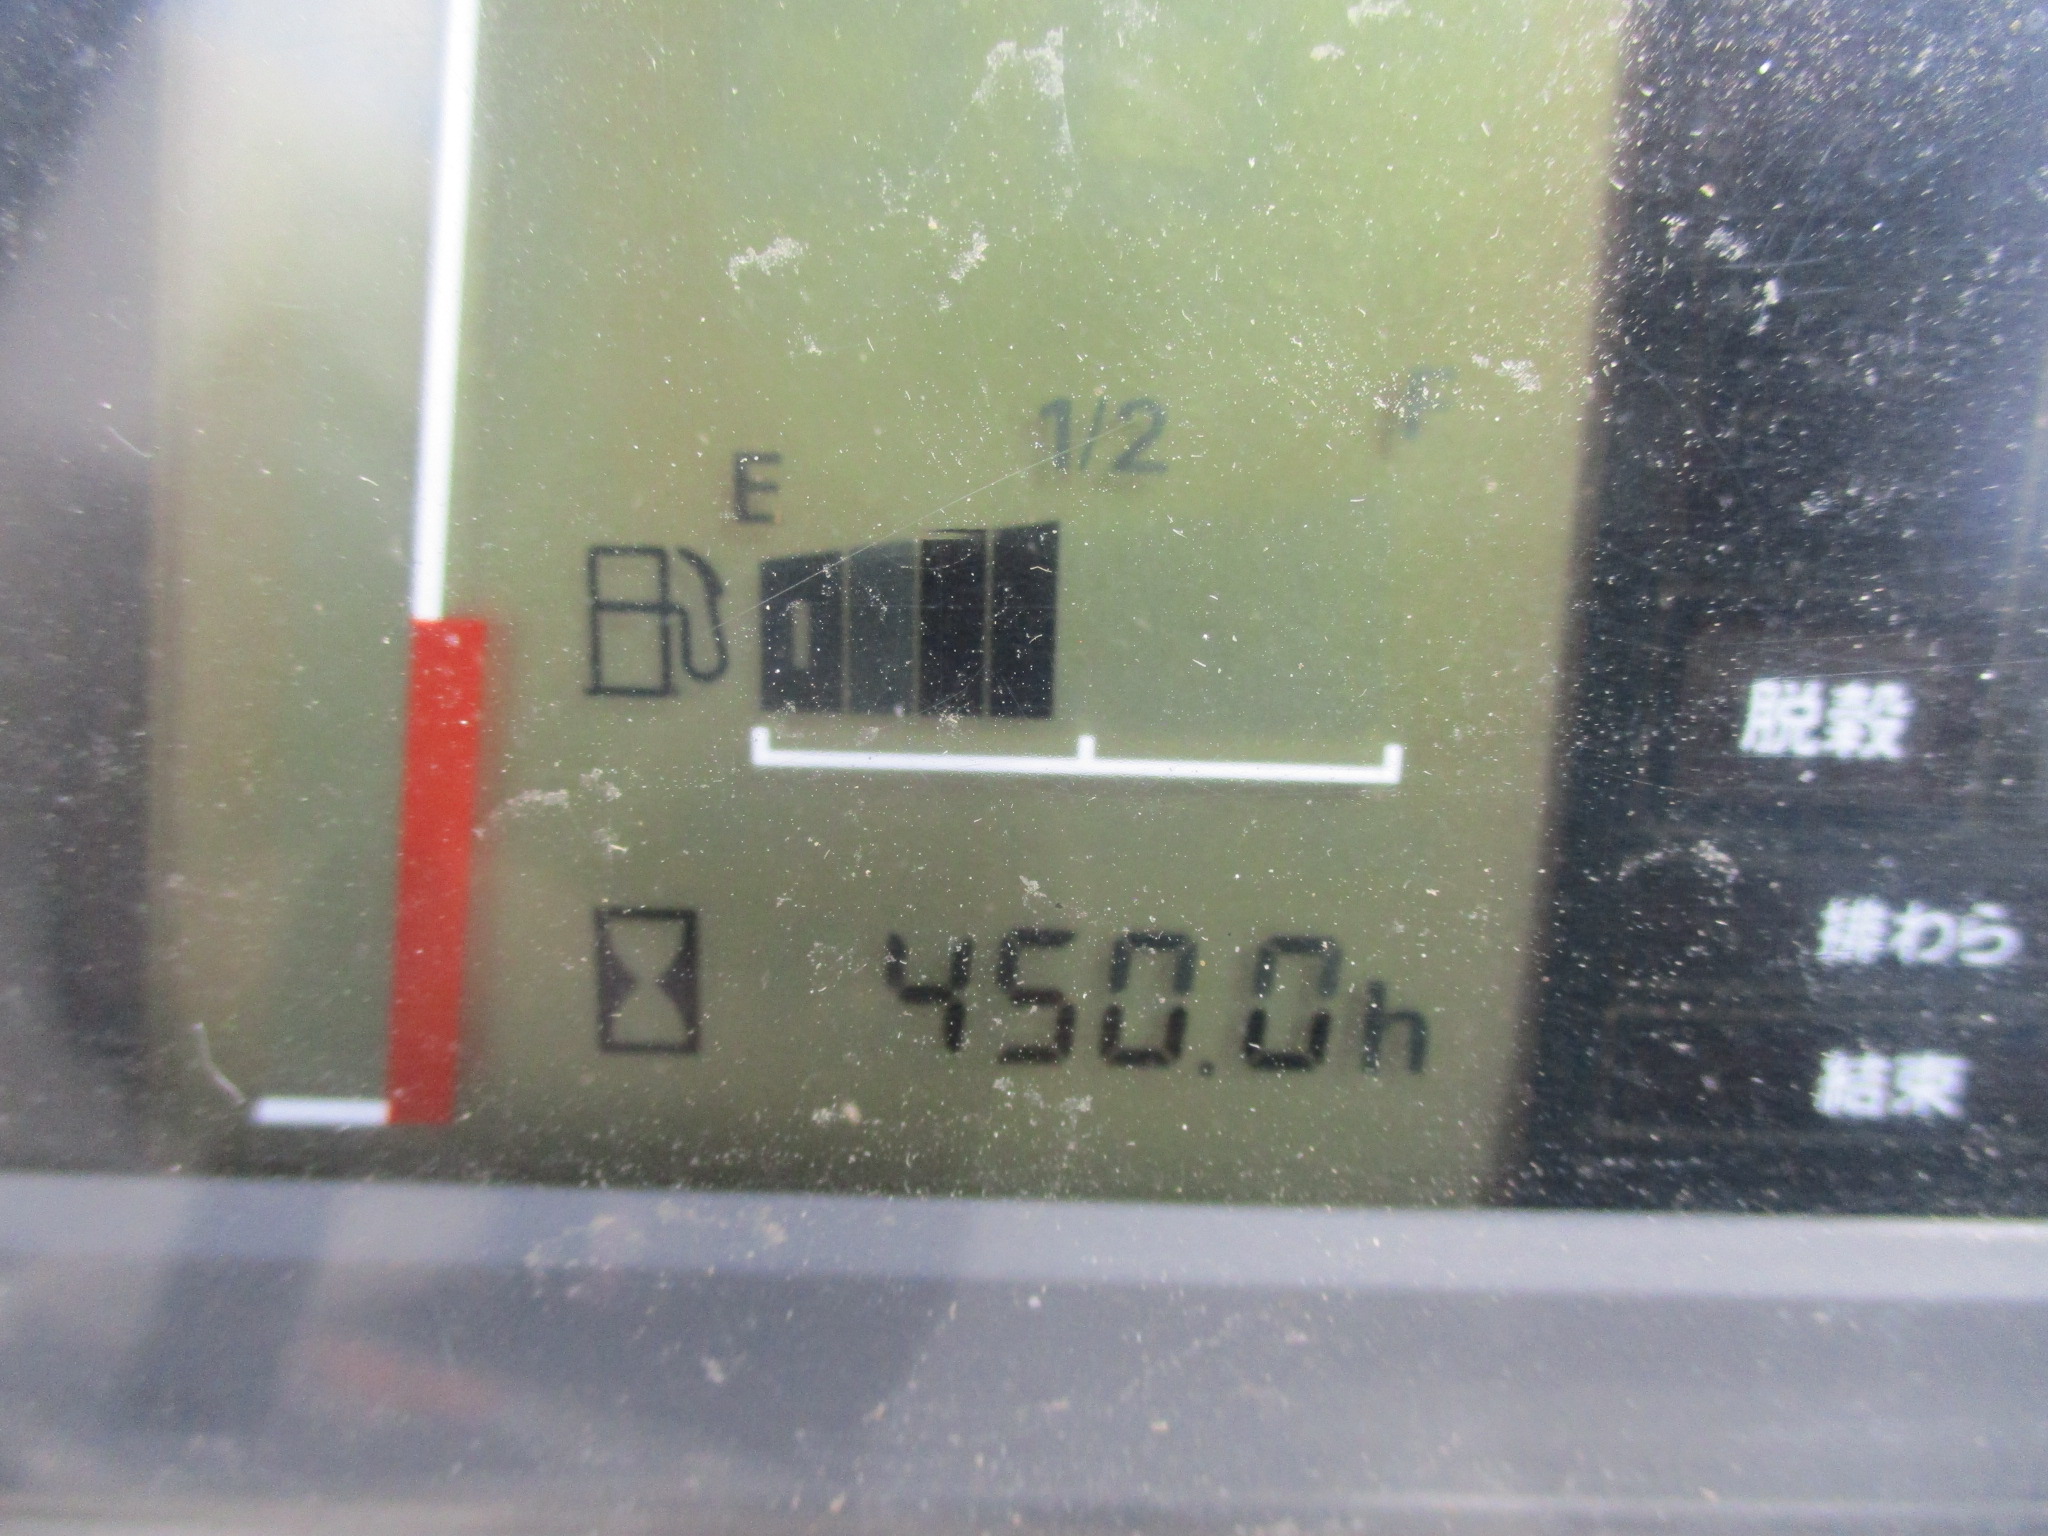 E 1/2 F
脱穀
排わら
450.0h
結束